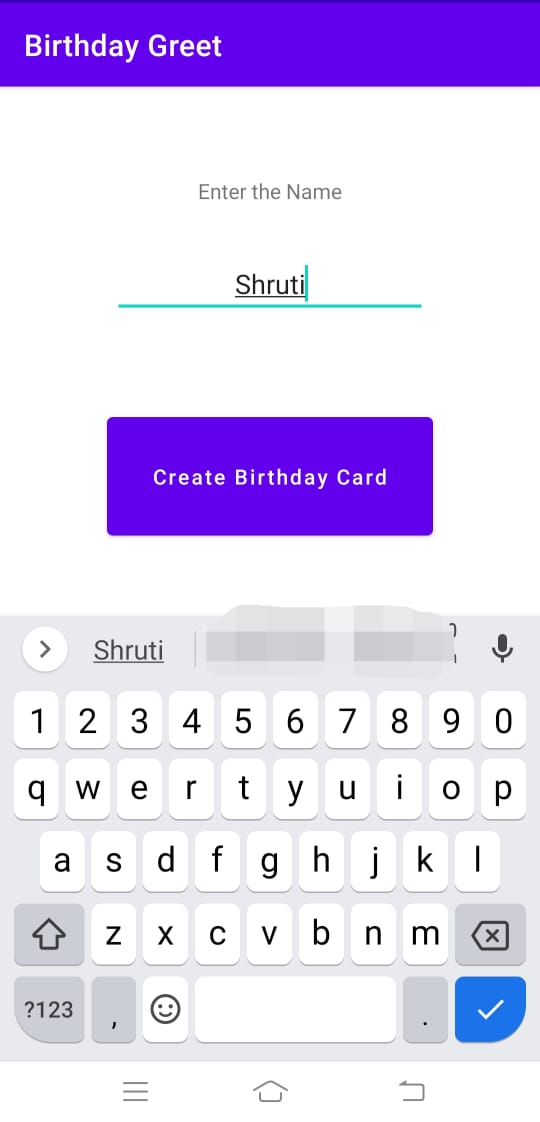 Birthday Greet
Enter the Name
Shruti
Create Birthday Card
Shruti
1 2 3 4 5 6 7 8 9 0
q w e r t y u i o p
a s d f g h j k l
z x c v b n m
?123 , .